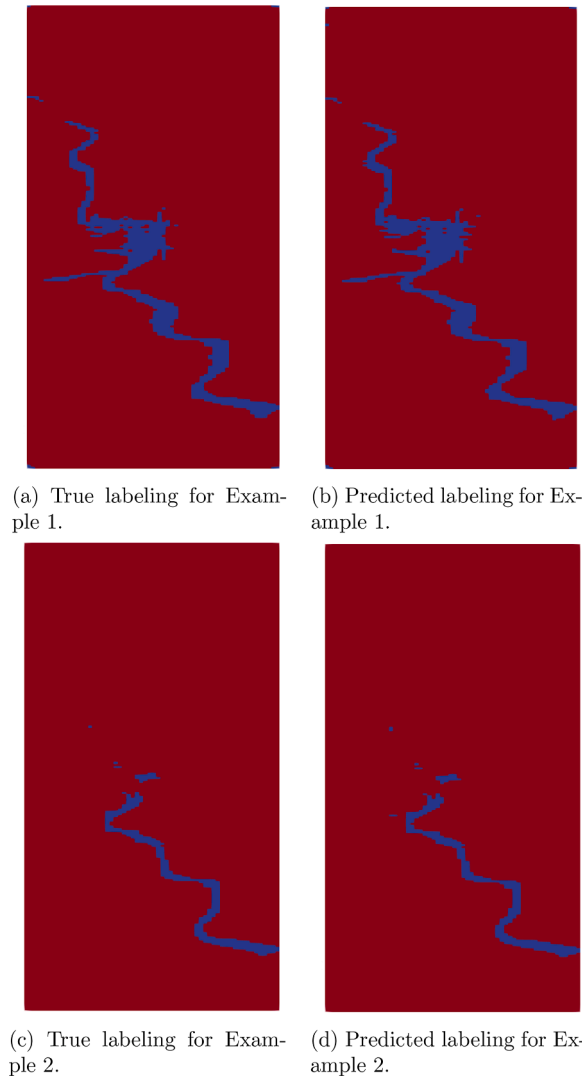 (a) True labeling for Exam-
ple 1.
(b) Predicted labeling for Ex-
ample 1.
(c) True labeling for Exam-
ple 2.
(d) Predicted labeling for Ex-
ample 2.